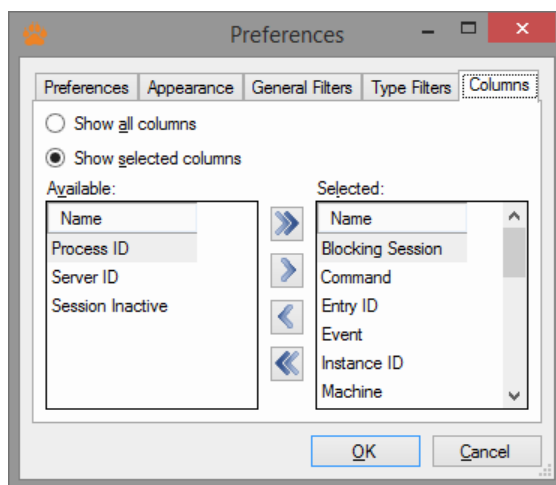 Preferences
Preferences Appearance General Filters Type Filters Columns
Show all columns
Show selected columns
Available: Selected:
Name Name
Process ID Blocking Session
Server ID Command
Session Inactive Entry ID
Event
Instance ID
Machine
OK Cancel